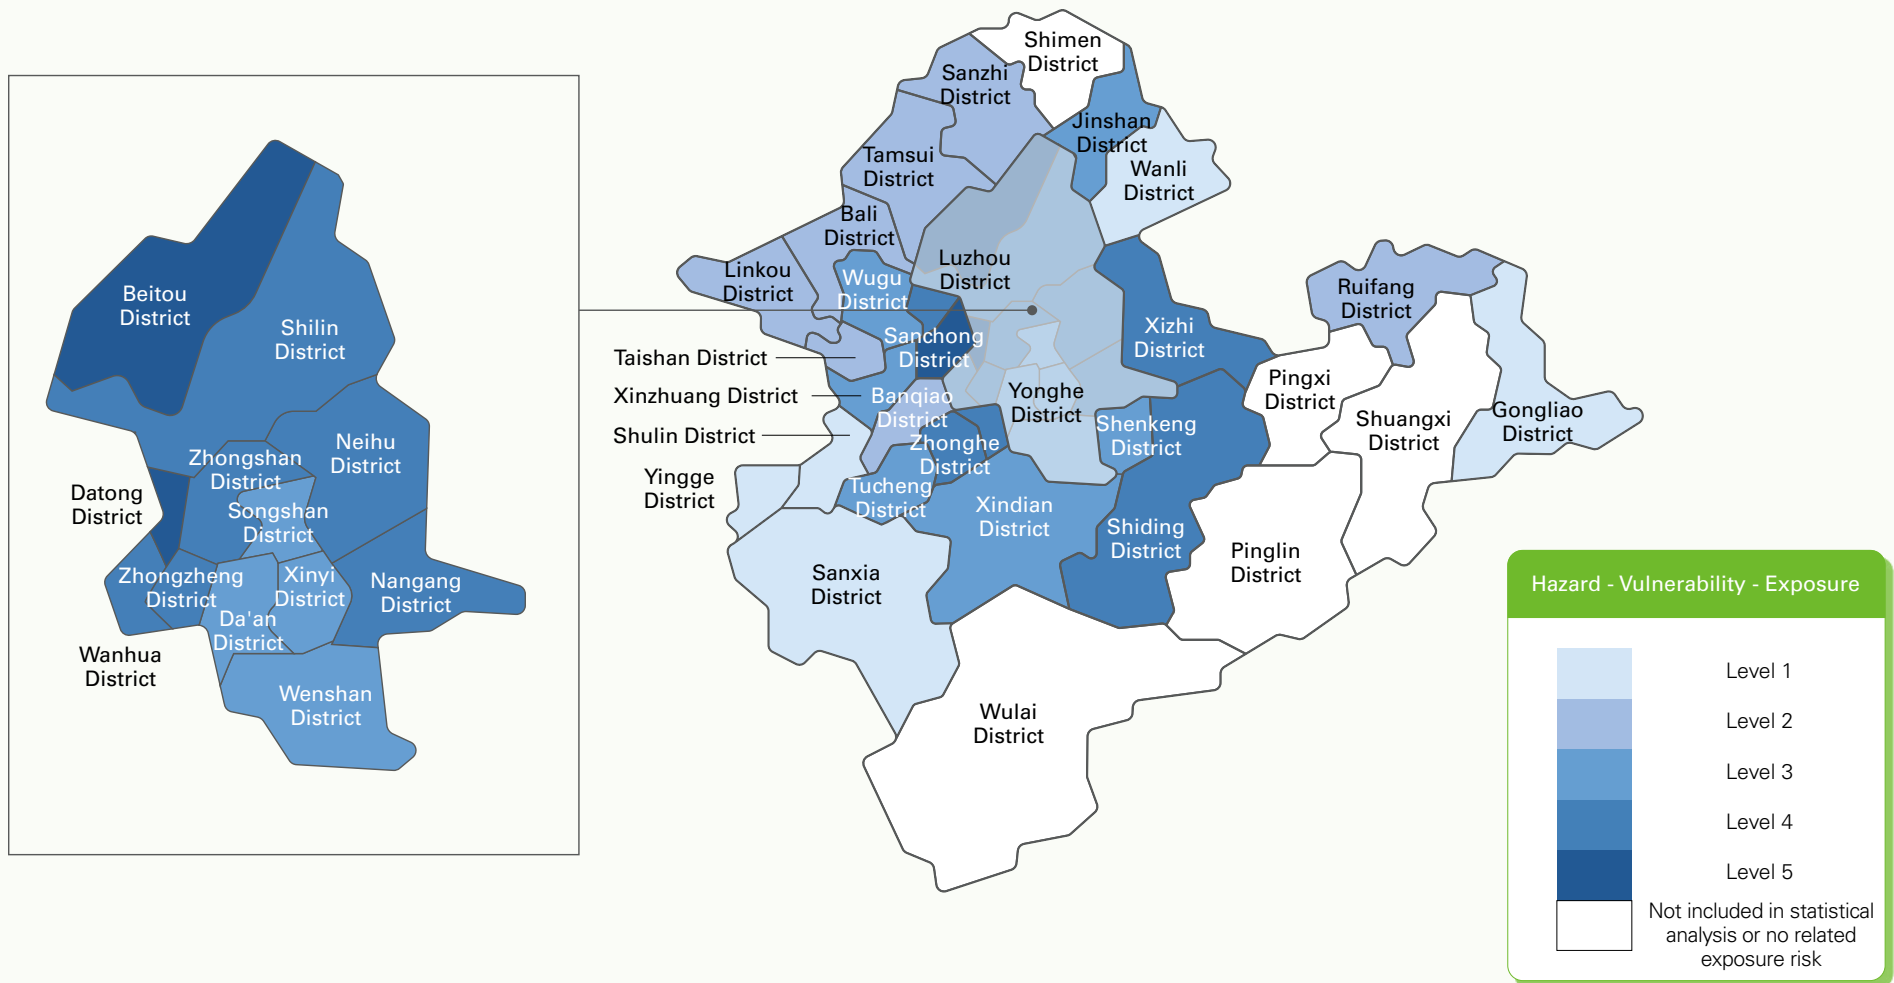 Beitou
District
Shilin
District
Neihu
District
Zhongshan
District
Datong
District
Songshan
District
Zhongzheng
District
Xinyi
District
Nangang
District
Da'an
District
Wanhua
District
Wenshan
District
Shimen
District
Sanzhi
District
Jinshan
District
Tamsui
District
Wanli
District
Bali
District
Linkou
District
Wugu
District
Luzhou
District
Ruifang
District
Sanchong
District
Xizhi
District
Taishan District
Xinzhuang District
Banqiao
District
Yonghe
District
Pingxi
District
Shuangxi
District
Gongliao
District
Shulin District
Zhonghe
District
Shenkeng
District
Yingge
District
Tucheng
District
Xindian
District
Shiding
District
Pinglin
District
Sanxia
District
Wulai
District
Hazard - Vulnerability - Exposure
Level 1
Level 2
Level 3
Level 4
Level 5
Not included in statistical
analysis or no related
exposure risk